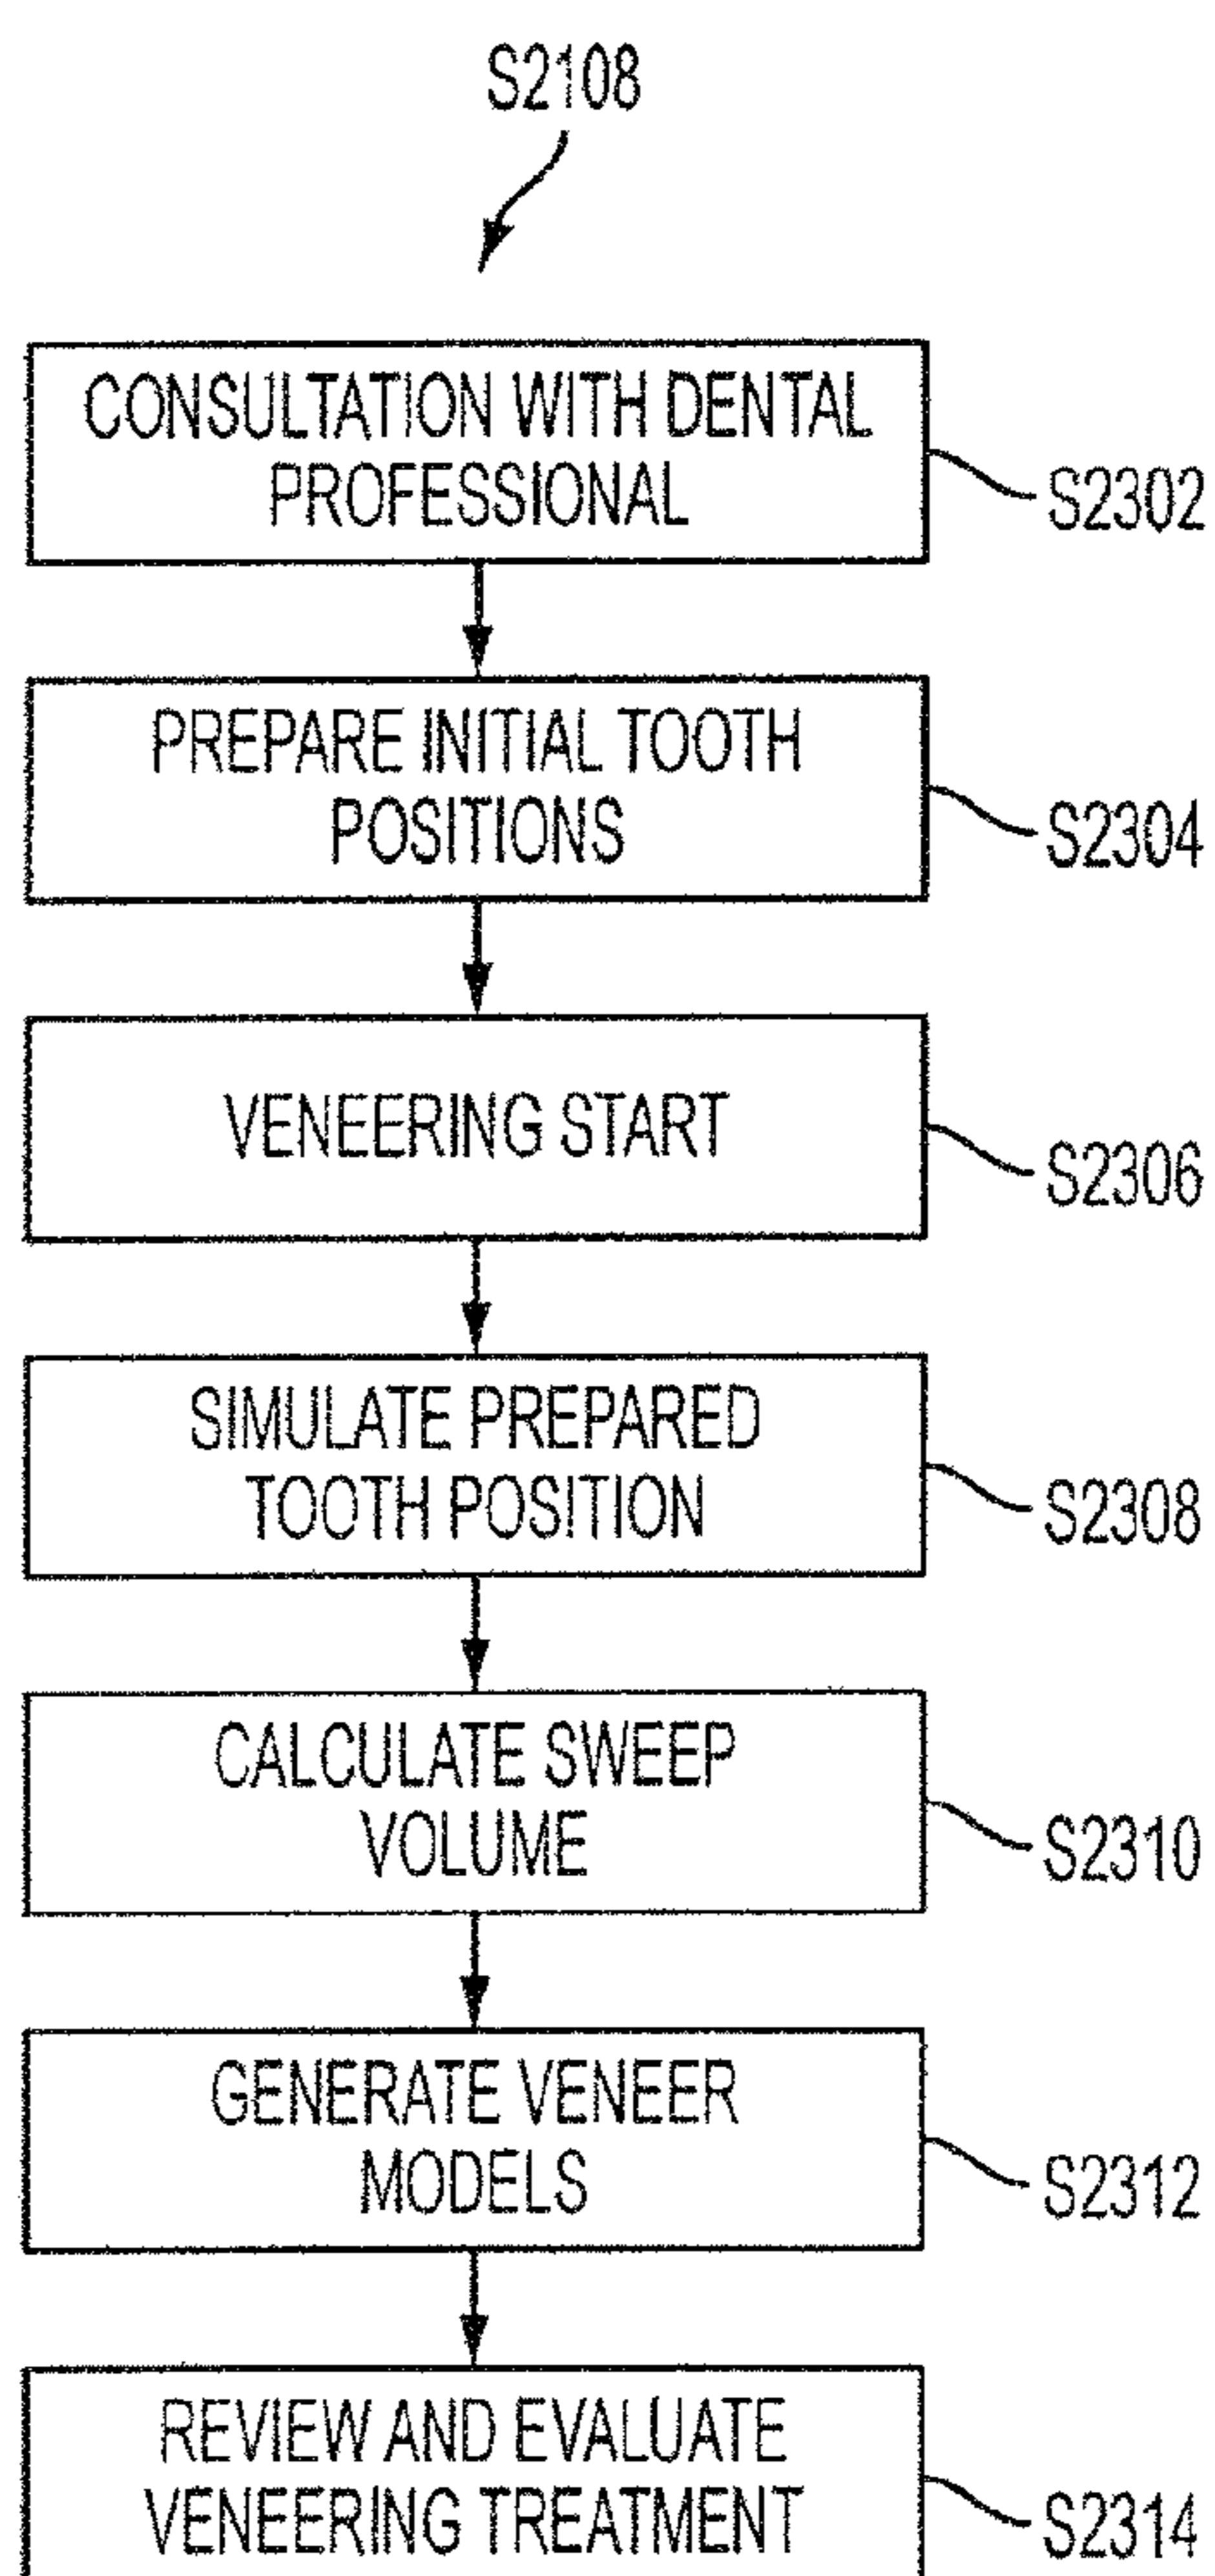 S2108
CONSULTATION WITH DENTAL
PROFESSIONAL
S2302
PREPARE INITIAL TOOTH
POSITIONS
S2304
VENEERING START
S2306
SIMULATE PREPARED
TOOTH POSITION
S2308
CALCULATE SWEEP
VOLUME
S2310
GENERATE VENEER
MODELS
S2312
REVIEW AND EVALUATE
VENEERING TREATMENT
S2314